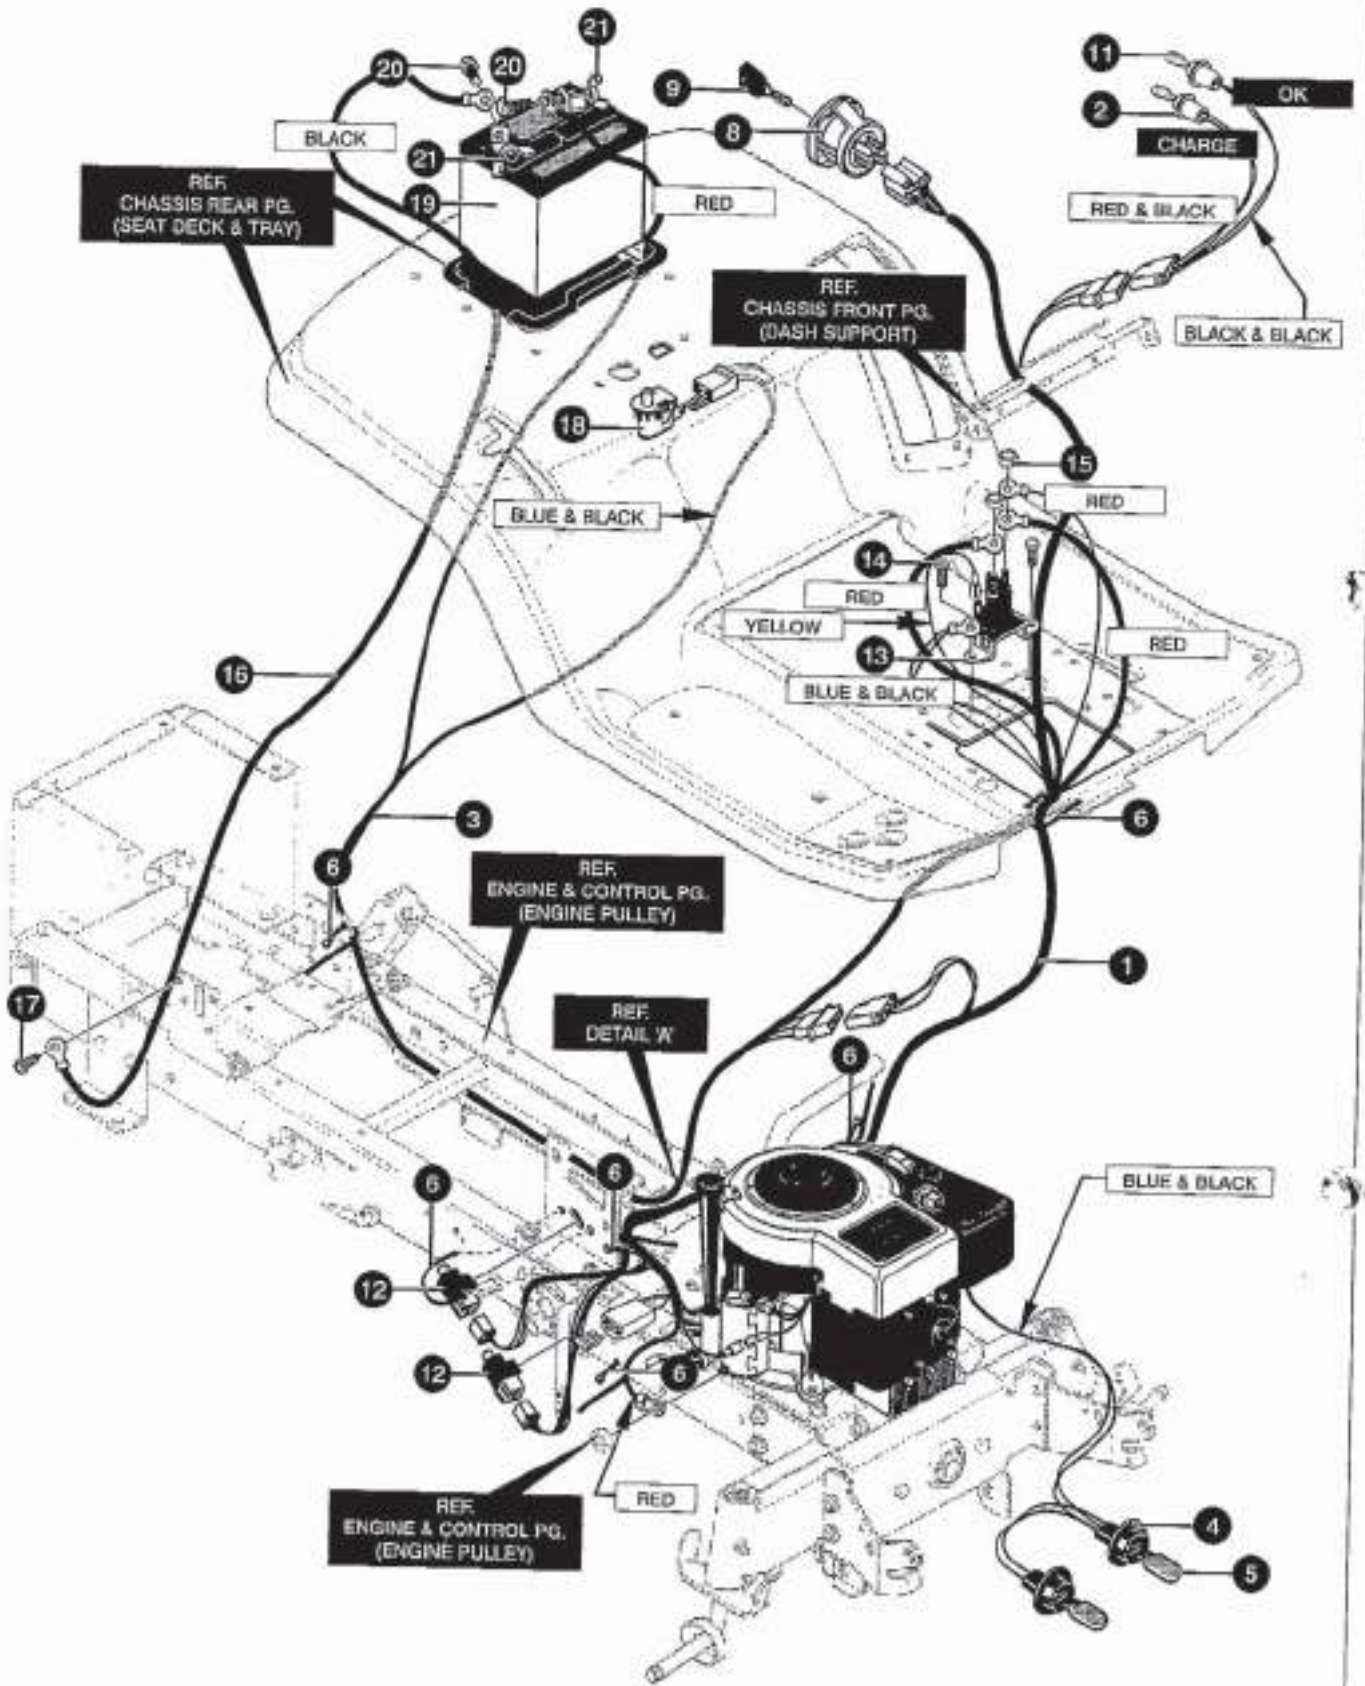 21
20
20
9
11
OK
8
2
CHARGE
BLACK
21
REF.
CHASSIS REAR PG.
(SEAT DECK & TRAY)
19
RED
RED & BLACK
REF.
CHASSIS FRONT PG.
(DASH SUPPORT)
BLACK & BLACK
18
15
RED
BLUE & BLACK
14
RED
YELLOW
13
RED
BLUE & BLACK
16
3
6
6
REF.
ENGINE & CONTROL PG.
(ENGINE PULLEY)
1
17
REF.
DETAIL 'A'
6
6
6
BLUE & BLACK
12
12
6
RED
REF.
ENGINE & CONTROL PG.
(ENGINE PULLEY)
4
5